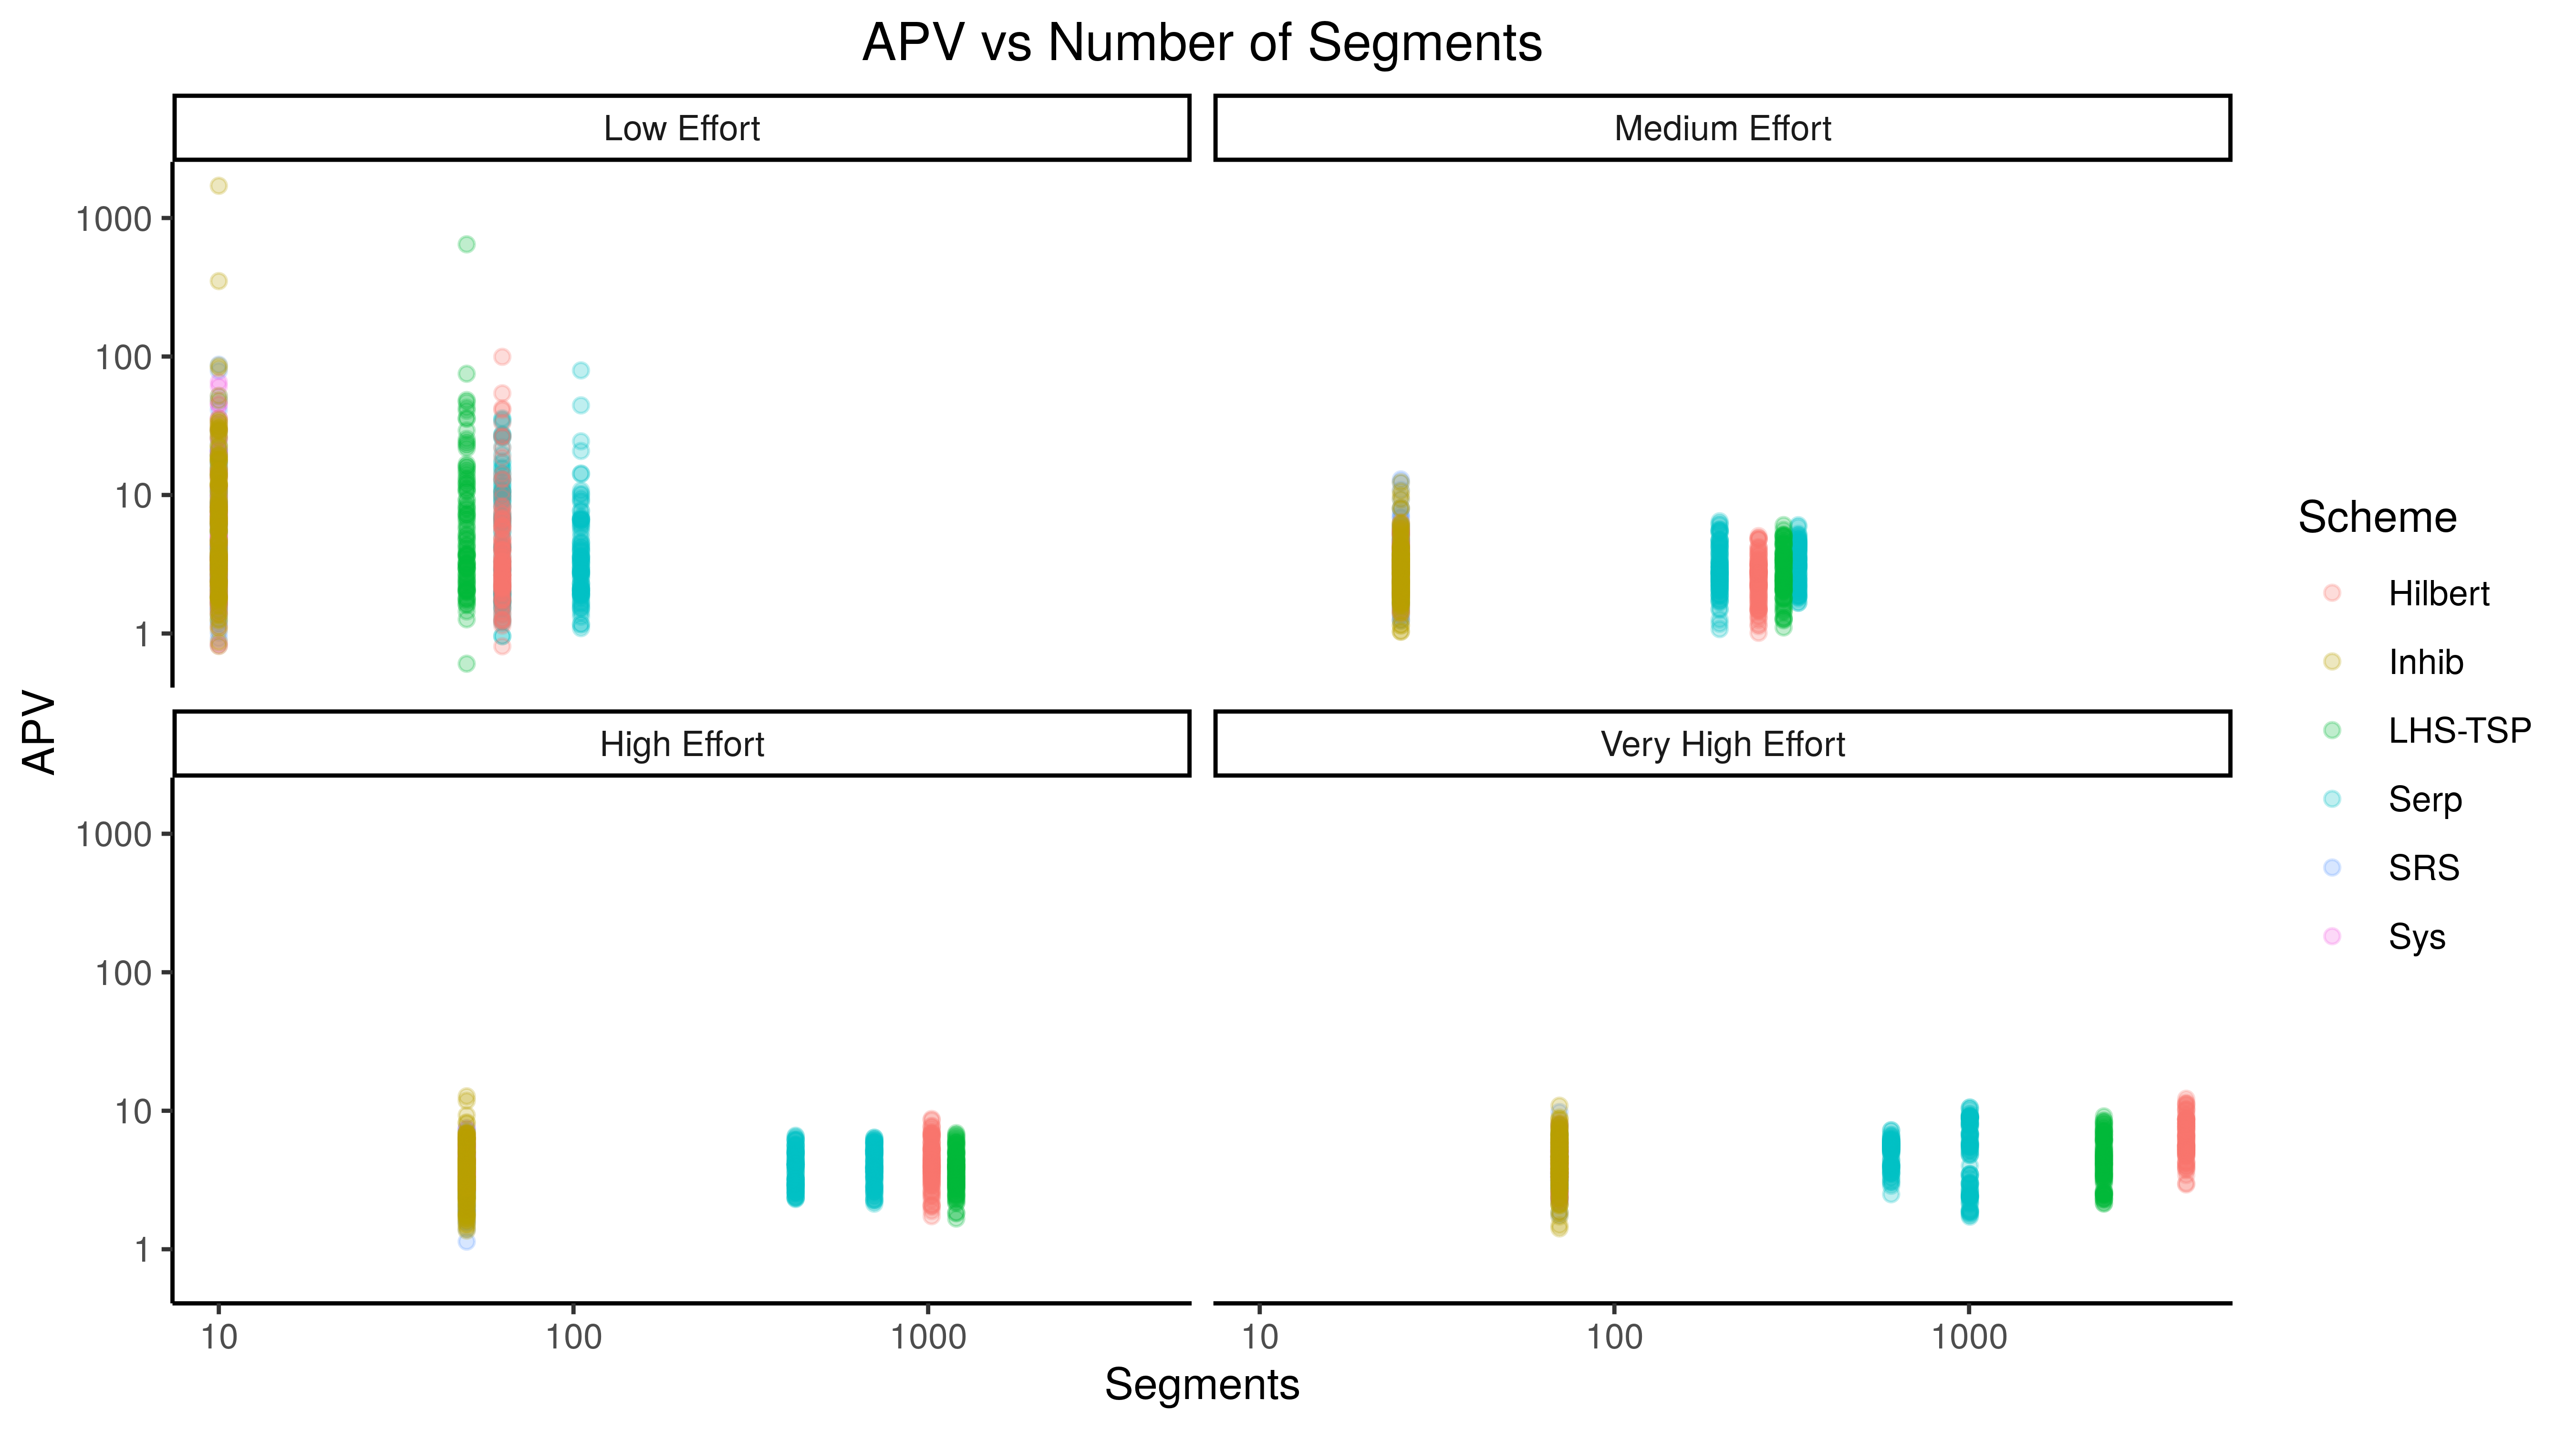 APV vs Number of Segments
Low Effort
Medium Effort
1000
100
10
1
High Effort
Very High Effort
1000
100
10
1
APV
10
100
1000
10
100
1000
Segments
Scheme
Hilbert
Inhib
LHS-TSP
Serp
SRS
Sys